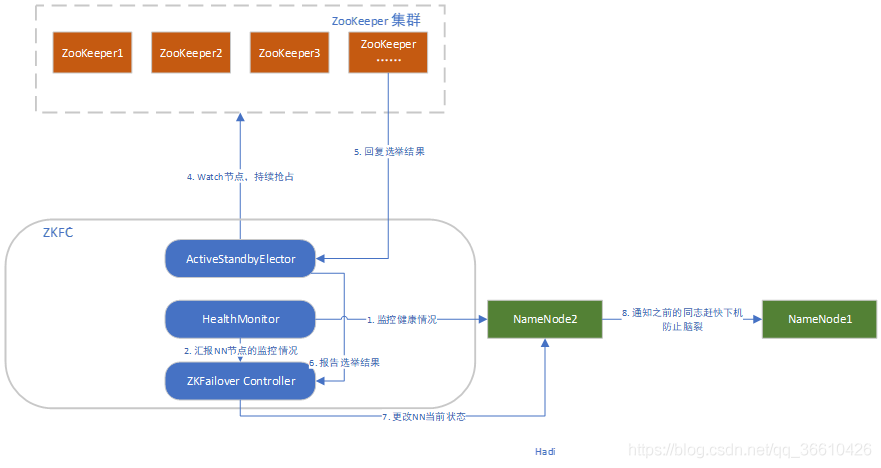 ZooKeeper 集群
ZooKeeper1
ZooKeeper2
ZooKeeper3
ZooKeeper
……
5. 回复选举结果
4. Watch节点，持续抢占
ZKFC
ActiveStandbyElector
HealthMonitor
1. 监控健康情况
NameNode2
8. 通知之前的同志赶快下机
防止脑裂
NameNode1
2. 汇报NN节点的监控情况
6. 报告选举结果
ZKFailover Controller
7. 更改NN当前状态
Hadi
https://blog.csdn.net/qq_36610426